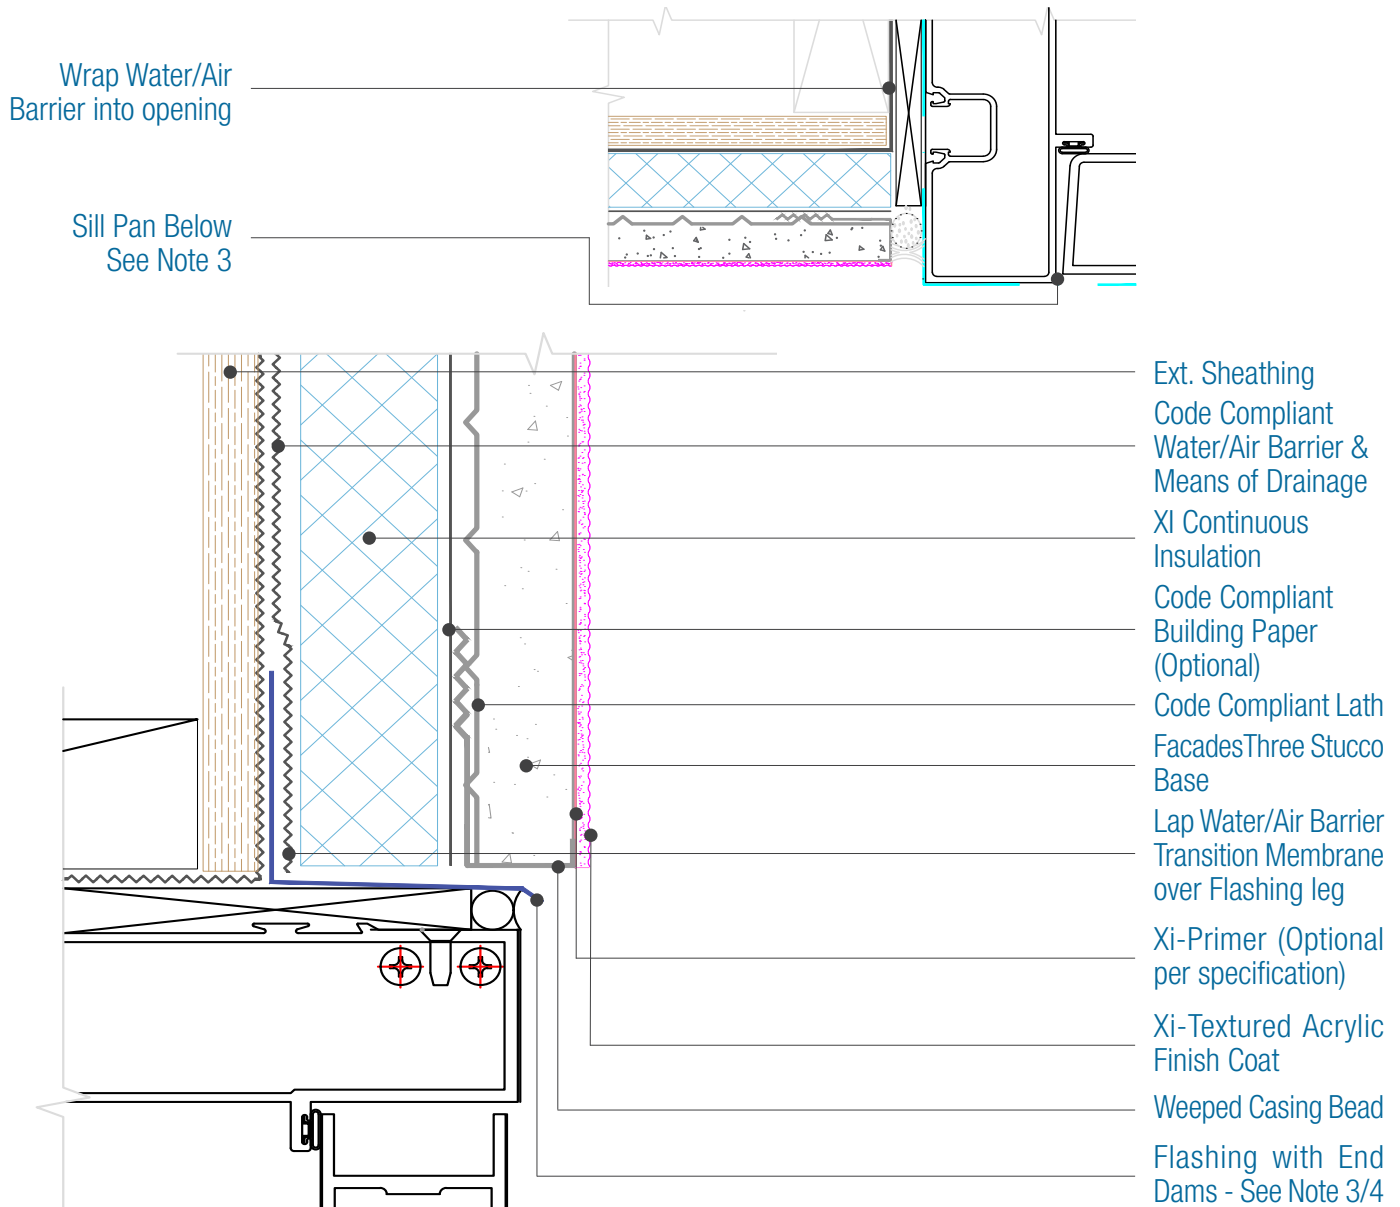 Wrap Water/Air
Barrier into opening
Sill Pan Below
See Note 3
Ext. Sheathing
Code Compliant
Water/Air Barrier &
Means of Drainage
XI Continuous
Insulation
Code Compliant
Building Paper
(Optional)
Code Compliant Lath
FacadesThree Stucco
Base
Lap Water/Air Barrier
Transition Membrane
over Flashing leg
Xi-Primer (Optional
per specification)
Xi-Textured Acrylic
Finish Coat
Weeped Casing Bead
Flashing with End
Dams - See Note 3/4